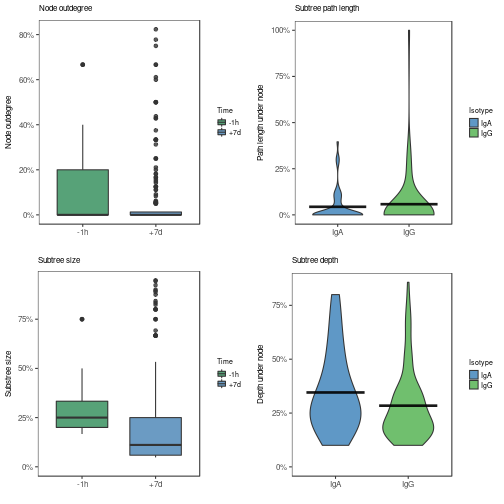 Node outdegree
Node outdegree
80%
60%
40%
20%
0%
-1h
+7d
Time
-1h
+7d
Subtree path length
Path length under node
100%
75%
50%
25%
0%
IgA
IgG
Isotype
IgA
IgG
Subtree size
Substree size
75%
50%
25%
0%
-1h
+7d
Time
-1h
+7d
Subtree depth
Depth under node
75%
50%
25%
0%
IgA
IgG
Isotype
IgA
IgG